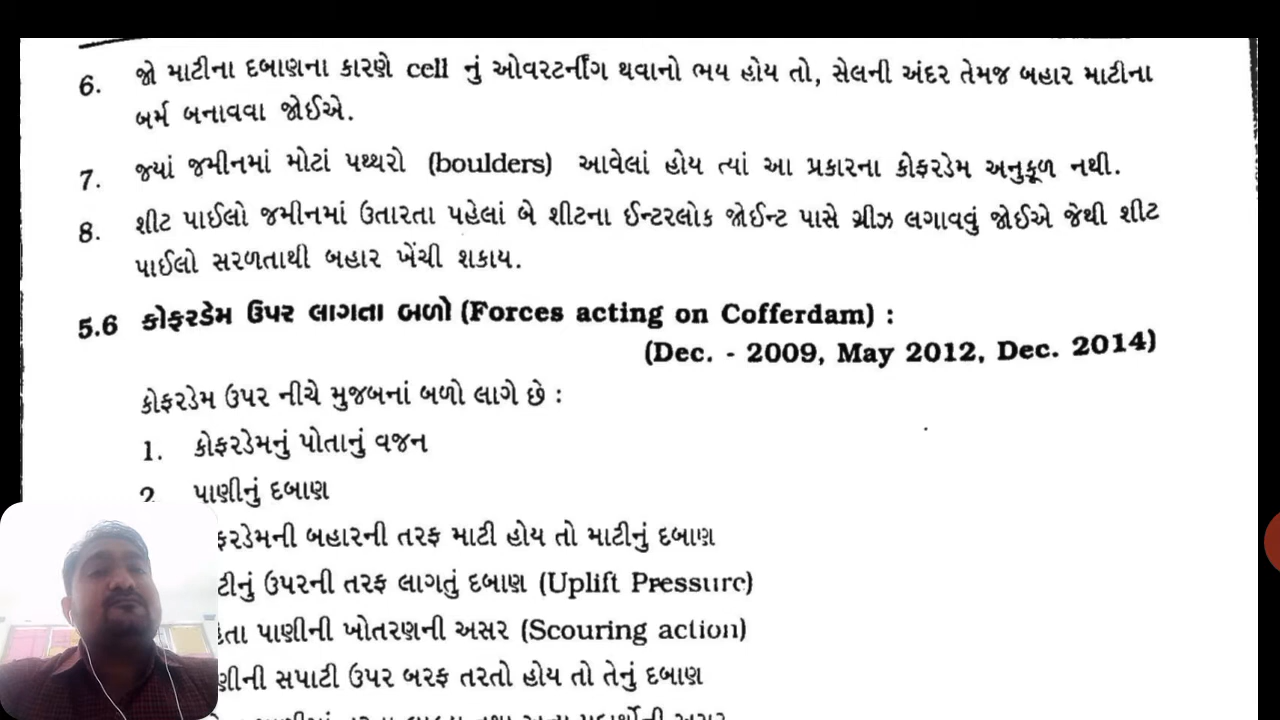 6. જો માટીના દબાણના કારણે cell નું ઓવરટર્નીંગ થવાનો ભય હોય તો, સેલની અંદર તેમજ બહાર માટીના
બર્મ બનાવવા જોઈએ.
7. જ્યાં જમીનમાં મોટાં પથ્થરો (boulders) આવેલાં હોય ત્યાં આ પ્રકારના કોફરડેમ અનુકૂળ નથી.
8. શીટ પાઈલો જમીનમાં ઉતારતા પહેલાં બે શીટના ઈન્ટરલોક જોઈન્ટ પાસે ગ્રીઝ લગાવવું જોઈએ જેથી શીટ
પાઈલો સરળતાથી બહાર ખેંચી શકાય.
5.6 કોફરડેમ ઉપર લાગતા બળો (Forces acting on Cofferdam) :
(Dec. - 2009, May 2012, Dec. 2014)
કોફરડેમ ઉપર નીચે મુજબનાં બળો લાગે છે :
1. કોફરડેમનું પોતાનું વજન
2 પાણીનું દબાણ
ફરડેમની બહારની તરફ માટી હોય તો માટીનું દબાણ
ટીનું ઉપરની તરફ લાગતું દબાણ (Uplift Pressure)
પાણીની ખોતરણની અસર (Scouring action)
ણીની સપાટી ઉપર બરફ તરતો હોય તો તેનું દબાણ